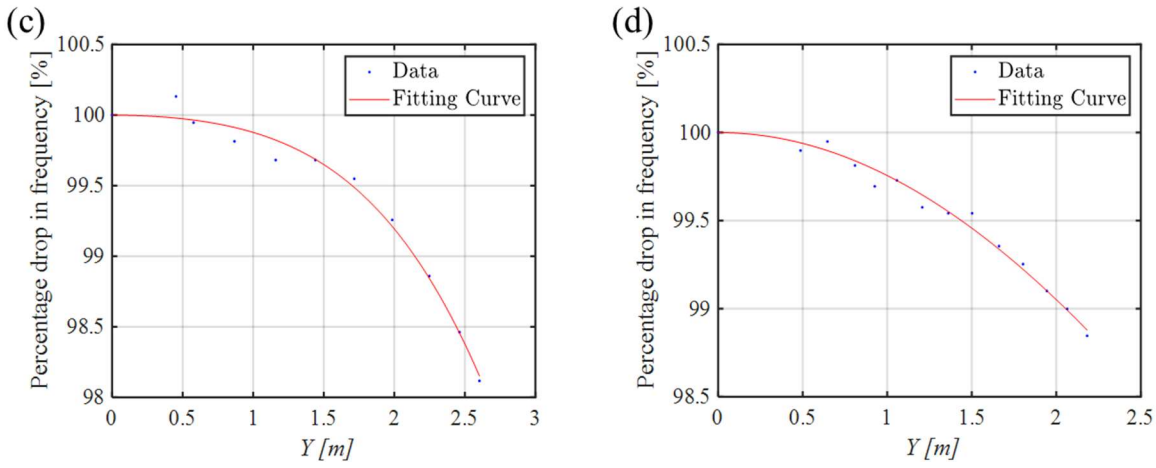 (c)
100.5
100
99.5
99
98.5
98
Percentage drop in frequency [%]
Data
Fitting Curve
0 0.5 1 1.5 2 2.5 3
Y [m]
(d)
100.5
100
99.5
99
98.5
Percentage drop in frequency [%]
Data
Fitting Curve
0 0.5 1 1.5 2 2.5
Y [m]